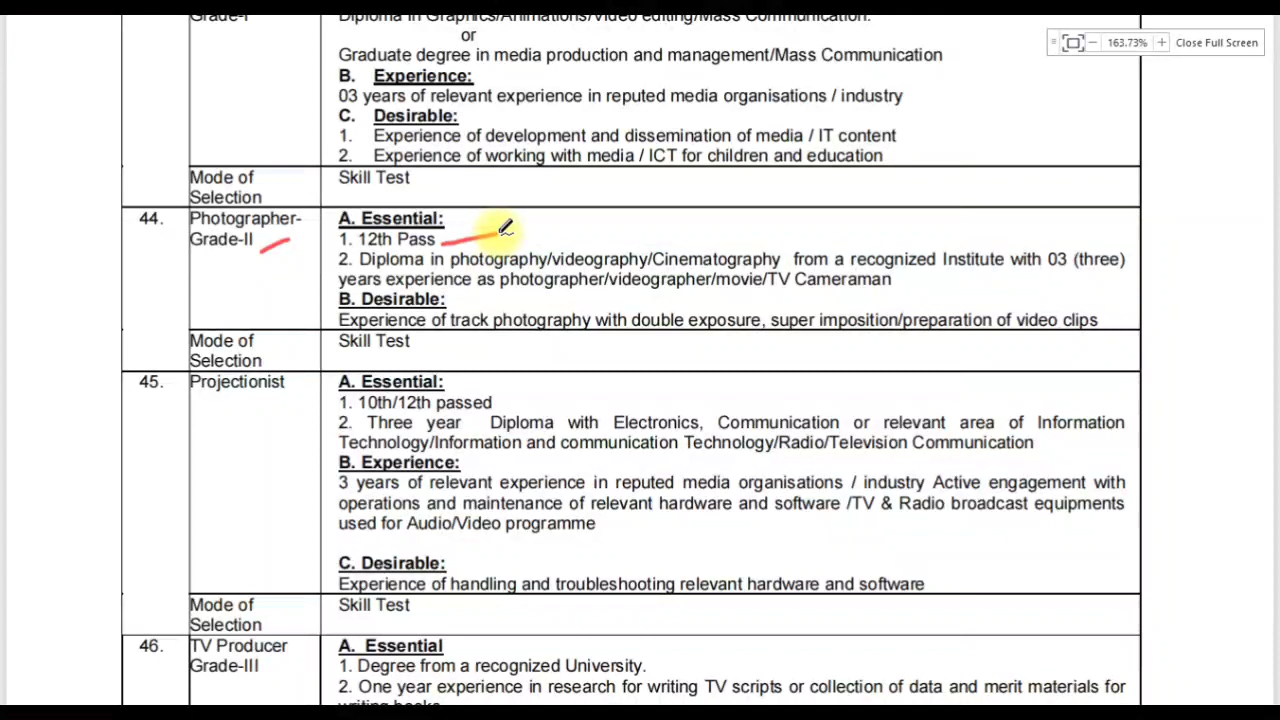 Grade-I
Diploma in Graphics/Animations/Video editing/Mass Communication.
or
Graduate degree in media production and management/Mass Communication
B. Experience:
03 years of relevant experience in reputed media organisations / industry
C. Desirable:
1. Experience of development and dissemination of media / IT content
2. Experience of working with media / ICT for children and education
Mode of
Selection
Skill Test
44.
Photographer-
Grade-II
A. Essential:
1. 12th Pass
2. Diploma in photography/videography/Cinematography from a recognized Institute with 03 (three)
years experience as photographer/videographer/movie/TV Cameraman
B. Desirable:
Experience of track photography with double exposure, super imposition/preparation of video clips
Mode of
Selection
Skill Test
45.
Projectionist
A. Essential:
1. 10th/12th passed
2. Three year Diploma with Electronics, Communication or relevant area of Information
Technology/Information and communication Technology/Radio/Television Communication
B. Experience:
3 years of relevant experience in reputed media organisations / industry Active engagement with
operations and maintenance of relevant hardware and software /TV & Radio broadcast equipments
used for Audio/Video programme
C. Desirable:
Experience of handling and troubleshooting relevant hardware and software
Mode of
Selection
Skill Test
46.
TV Producer
Grade-III
A. Essential
1. Degree from a recognized University.
2. One year experience in research for writing TV scripts or collection of data and merit materials for
writing books
163.73%
Close Full Screen